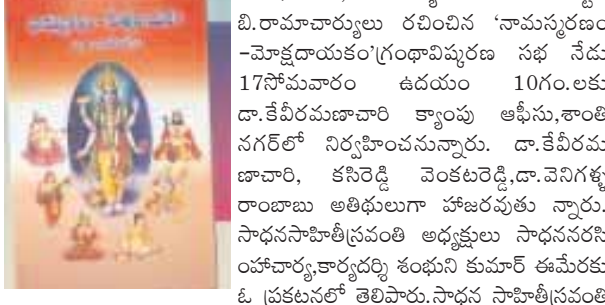 బి.రామాచార్యులు రచించిన ‘నామస్మరణం
-మోక్షదాయకం’గ్రంథావిష్కరణ సభ నేడు
17సోమవారం ఉదయం 10గం.లకు
డా.కేవీరమణాచారి క్యాంపు ఆఫీసు,శాంతి
నగర్‌లో నిర్వహించనున్నారు. డా.కేవీరమ
ణాచారి, కసిరెడ్డి వెంకటరెడ్డి,డా.వెనిగళ్ళ
రాంబాబు అతిథులుగా హాజరవుతు న్నారు.
సాధనసాహితీస్రవంతి అధ్యక్షులు సాధననరసి
ంహాచార్య,కార్యదర్శి శంభుని కుమార్ ఈమేరకు
ఓ ప్రకటనలో తెలిపారు.సాధన సాహితీస్రవంతి